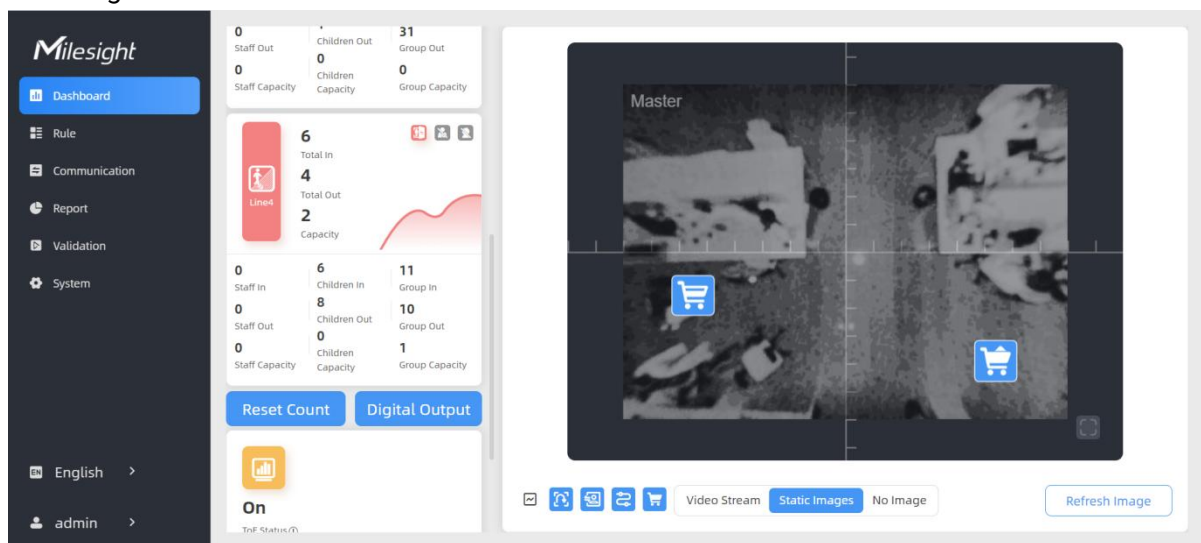 Milesight
Dashboard
Rule
Communication
Report
Validation
System
EN English >
admin >
0
Staff Out
Children Out
31
Group Out
0
Staff Capacity
0
Children
Capacity
0
Group Capacity
Line4
6
Total In
4
Total Out
2
Capacity
0
Staff In
6
Children In
11
Group In
0
Staff Out
8
Children Out
10
Group Out
0
Staff Capacity
0
Children
Capacity
1
Group Capacity
Reset Count
Digital Output
On
ToF Status
Master
Video Stream
Static Images
No Image
Refresh Image